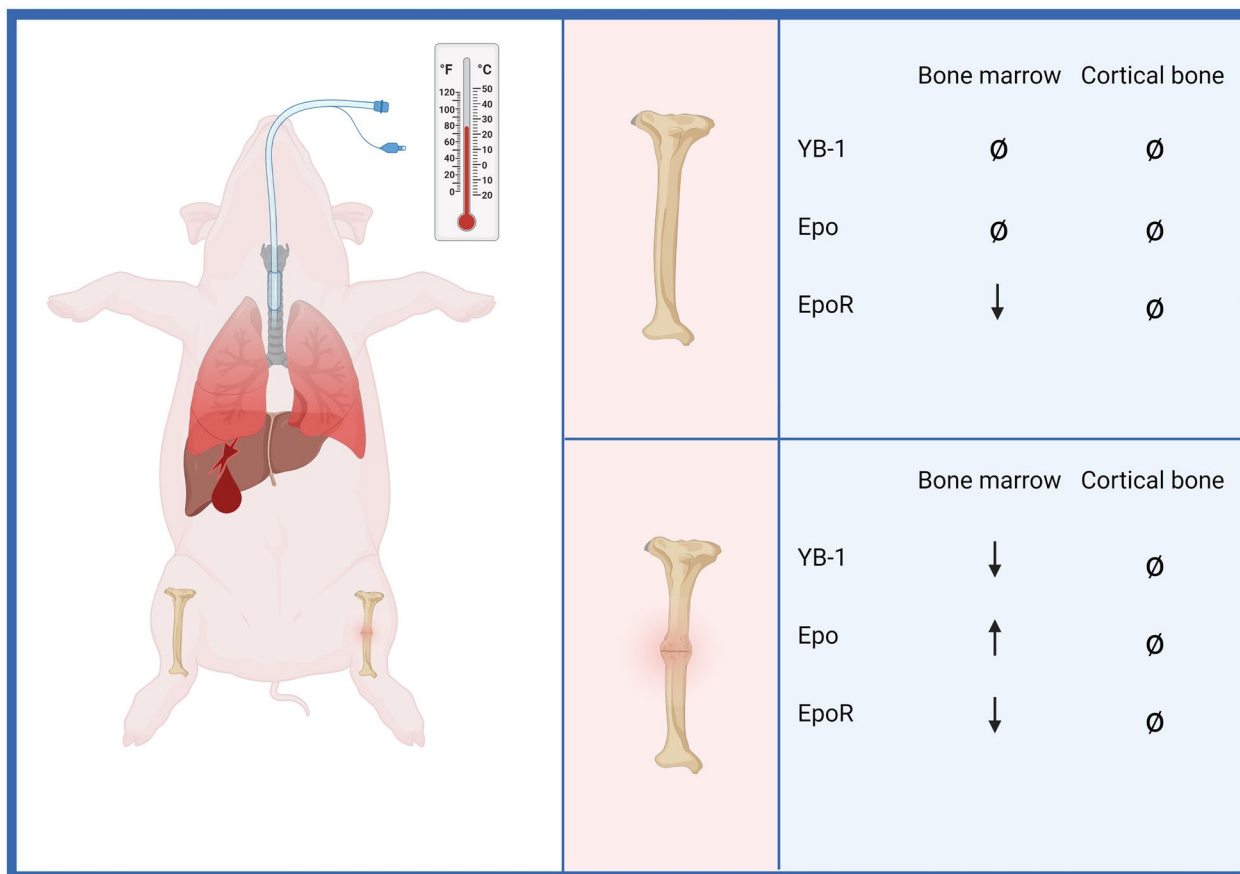 °F °C
120 50
100 40
80 30
60 20
40 10
20 0
0 10
20
Bone marrow Cortical bone
YB-1 Ø Ø
Epo Ø Ø
EpoR ↓ Ø
Bone marrow Cortical bone
YB-1 ↓ Ø
Epo ↑ Ø
EpoR ↓ Ø